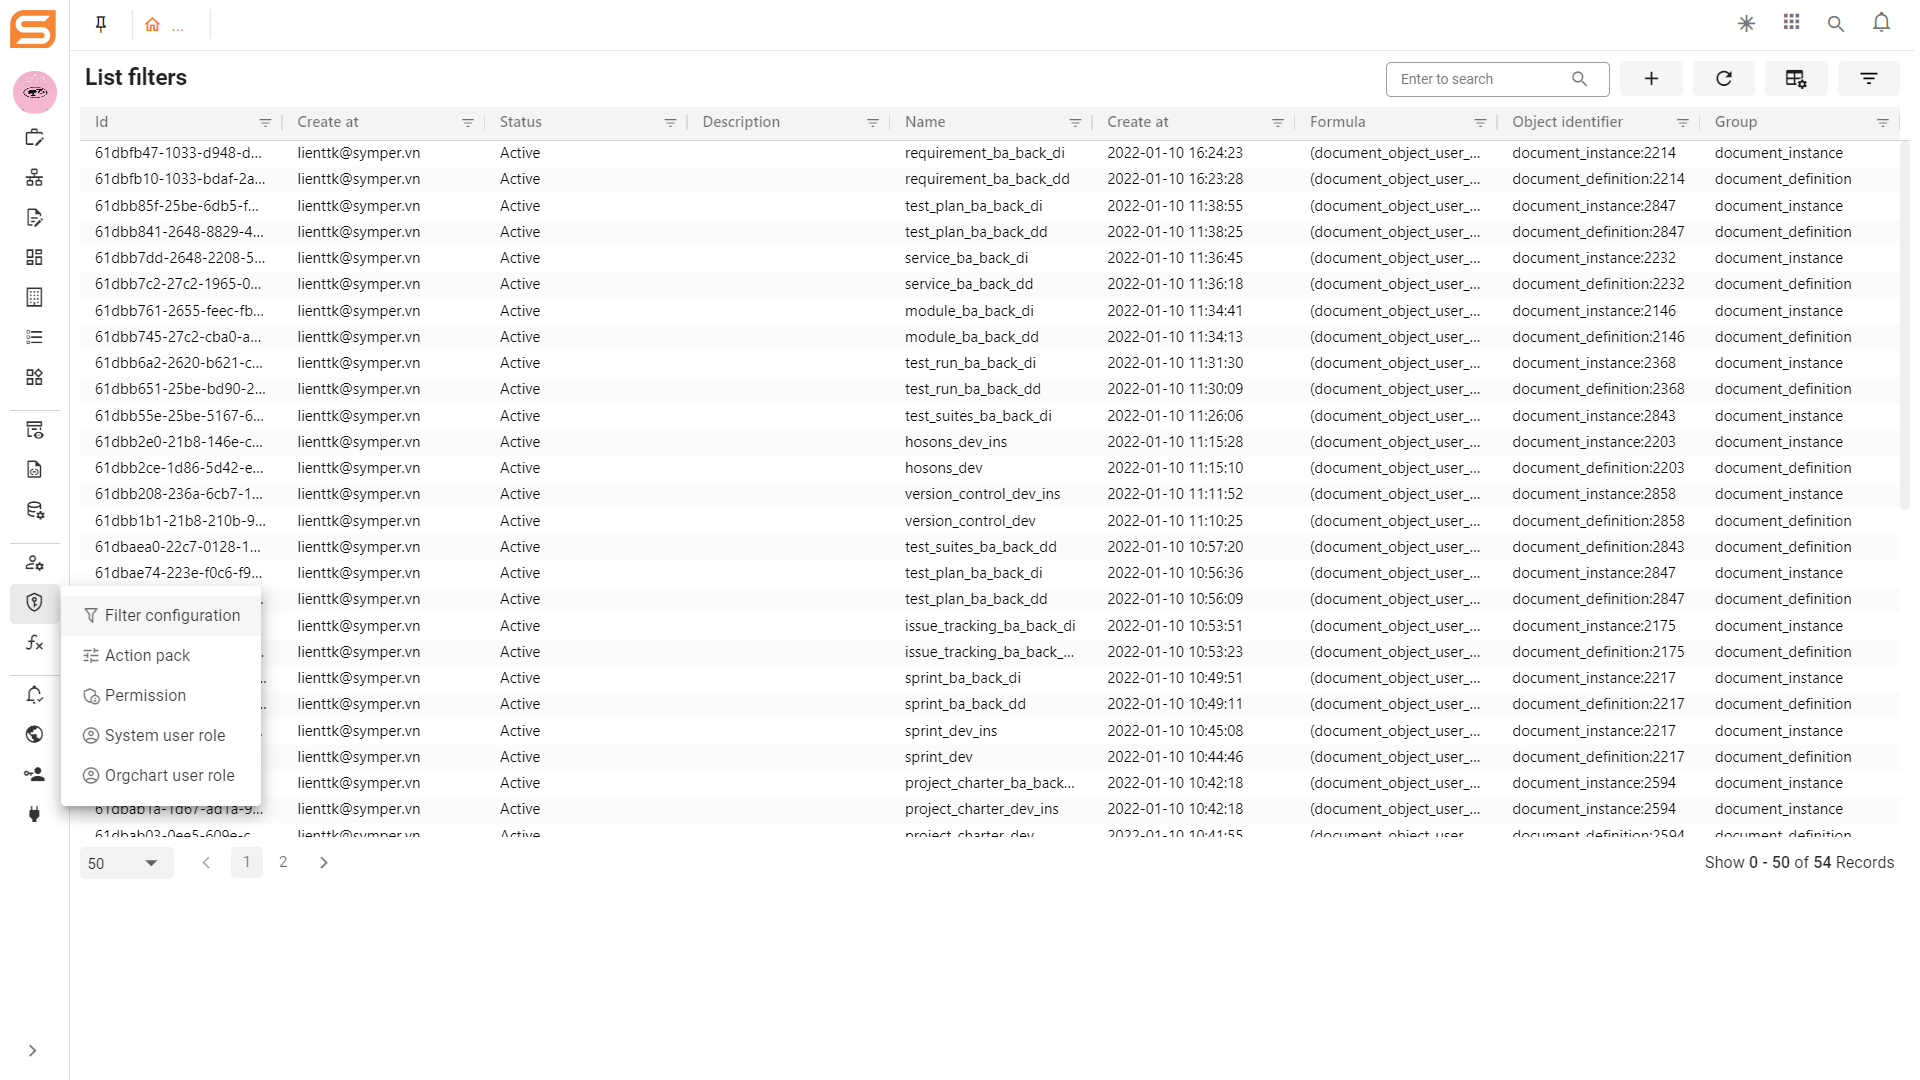 ...
List filters
Enter to search
Id Create at Status Description Name Create at Formula Object identifier Group
61dbfb47-1033-d948-d... lienttk@symper.vn Active requirement_ba_back_di 2022-01-10 16:24:23 (document_object_user_... document_instance:2214 document_instance
61dbfb10-1033-bdaf-2a... lienttk@symper.vn Active requirement_ba_back_dd 2022-01-10 16:23:28 (document_object_user_... document_definition:2214 document_definition
61dbb85f-25be-6db5-f... lienttk@symper.vn Active test_plan_ba_back_di 2022-01-10 11:38:55 (document_object_user_... document_instance:2847 document_instance
61dbb841-2648-8829-4... lienttk@symper.vn Active test_plan_ba_back_dd 2022-01-10 11:38:25 (document_object_user_... document_definition:2847 document_definition
61dbb7dd-2648-2208-5... lienttk@symper.vn Active service_ba_back_di 2022-01-10 11:36:45 (document_object_user_... document_instance:2232 document_instance
61dbb7c2-27c2-1965-0... lienttk@symper.vn Active service_ba_back_dd 2022-01-10 11:36:18 (document_object_user_... document_definition:2232 document_definition
61dbb761-2655-feec-fb... lienttk@symper.vn Active module_ba_back_di 2022-01-10 11:34:41 (document_object_user_... document_instance:2146 document_instance
61dbb745-27c2-cba0-a... lienttk@symper.vn Active module_ba_back_dd 2022-01-10 11:34:13 (document_object_user_... document_definition:2146 document_definition
61dbb6a2-2620-b621-c... lienttk@symper.vn Active test_run_ba_back_di 2022-01-10 11:31:30 (document_object_user_... document_instance:2368 document_instance
61dbb651-25be-bd90-2... lienttk@symper.vn Active test_run_ba_back_dd 2022-01-10 11:30:09 (document_object_user_... document_definition:2368 document_definition
61dbb55e-25be-5167-6... lienttk@symper.vn Active test_suites_ba_back_di 2022-01-10 11:26:06 (document_object_user_... document_instance:2843 document_instance
61dbb2e0-21b8-146e-c... lienttk@symper.vn Active hosons_dev_ins 2022-01-10 11:15:28 (document_object_user_... document_instance:2203 document_instance
61dbb2ce-1d86-5d42-e... lienttk@symper.vn Active hosons_dev 2022-01-10 11:15:10 (document_object_user_... document_definition:2203 document_definition
61dbb208-236a-6cb7-1... lienttk@symper.vn Active version_control_dev_ins 2022-01-10 11:11:52 (document_object_user_... document_instance:2858 document_instance
61dbb1b1-21b8-210b-9... lienttk@symper.vn Active version_control_dev 2022-01-10 11:10:25 (document_object_user_... document_definition:2858 document_definition
61dbaea0-22c7-0128-1... lienttk@symper.vn Active test_suites_ba_back_dd 2022-01-10 10:57:20 (document_object_user_... document_definition:2843 document_definition
61dbae74-223e-f0c6-f9... lienttk@symper.vn Active test_plan_ba_back_di 2022-01-10 10:56:36 (document_object_user_... document_instance:2847 document_instance
lienttk@symper.vn Active test_plan_ba_back_dd 2022-01-10 10:56:09 (document_object_user_... document_definition:2847 document_definition
Filter configuration
lienttk@symper.vn Active issue_tracking_ba_back_di 2022-01-10 10:53:51 (document_object_user_... document_instance:2175 document_instance
Action pack
lienttk@symper.vn Active issue_tracking_ba_back_... 2022-01-10 10:53:23 (document_object_user_... document_definition:2175 document_definition
lienttk@symper.vn Active sprint_ba_back_di 2022-01-10 10:49:51 (document_object_user_... document_instance:2217 document_instance
Permission
lienttk@symper.vn Active sprint_ba_back_dd 2022-01-10 10:49:11 (document_object_user_... document_definition:2217 document_definition
System user role
lienttk@symper.vn Active sprint_dev_ins 2022-01-10 10:45:08 (document_object_user_... document_instance:2217 document_instance
lienttk@symper.vn Active sprint_dev 2022-01-10 10:44:46 (document_object_user_... document_definition:2217 document_definition
Orgchart user role
lienttk@symper.vn Active project_charter_ba_back... 2022-01-10 10:42:18 (document_object_user_... document_instance:2594 document_instance
61dbab1a-1d67-ad1a-9... lienttk@symper.vn Active project_charter_dev_ins 2022-01-10 10:42:18 (document_object_user_... document_instance:2594 document_instance
61dbab03-0ee5-609e-c... lienttk@symper.vn Active project_charter_dev 2022-01-10 10:41:55 (document_object_user_... document_definition:2594 document_definition
50 1 2 Show 0 - 50 of 54 Records